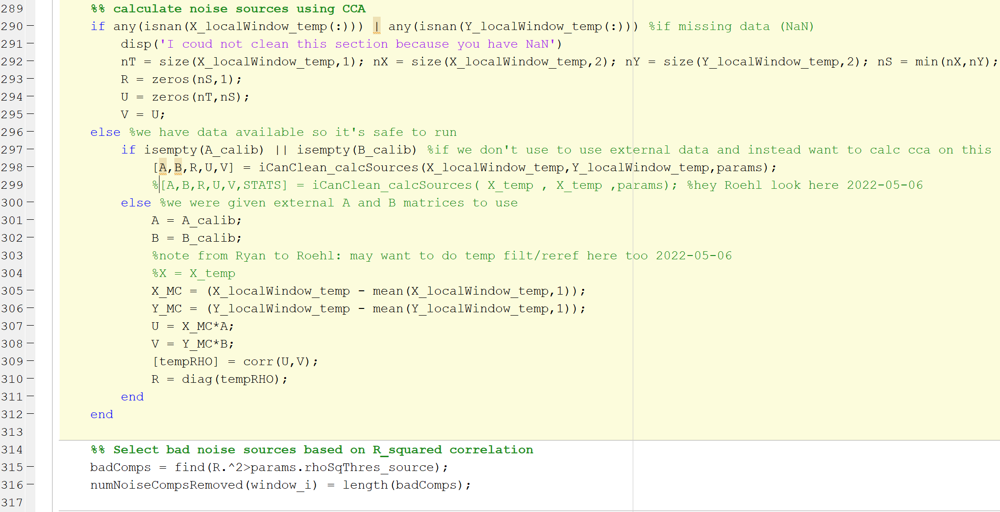 289 %% calculate noise sources using CCA
290 if any(isnan(X_localWindow_temp(:))) | any(isnan(Y_localWindow_temp(:))) %if missing data (NaN)
291 disp('I coud not clean this section because you have NaN')
292 nT = size(X_localWindow_temp,1); nX = size(X_localWindow_temp,2); nY = size(Y_localWindow_temp,2); nS = min(nX,nY);
293 R = zeros(nS,1);
294 U = zeros(nT,nS);
295 V = U;
296 else %we have data available so it's safe to run
297 if isempty(A_calib) || isempty(B_calib) %if we don't use to use external data and instead want to calc cca on this
298 [A,B,R,U,V] = iCanClean_calcSources(X_localWindow_temp,Y_localWindow_temp,params);
299 %[A,B,R,U,V,STATS] = iCanClean_calcSources( X_temp , X_temp ,params); %hey Roehl look here 2022-05-06
300 else %we were given external A and B matrices to use
301 A = A_calib;
302 B = B_calib;
303 %note from Ryan to Roehl: may want to do temp filt/reref here too 2022-05-06
304 %X = X_temp
305 X_MC = (X_localWindow_temp - mean(X_localWindow_temp,1));
306 Y_MC = (Y_localWindow_temp - mean(Y_localWindow_temp,1));
307 U = X_MC*A;
308 V = Y_MC*B;
309 [tempRHO] = corr(U,V);
310 R = diag(tempRHO);
311 end
312 end
313
314 %% Select bad noise sources based on R_squared correlation
315 badComps = find(R.^2>params.rhoSqThres_source);
316 numNoiseCompsRemoved(window_i) = length(badComps);
317